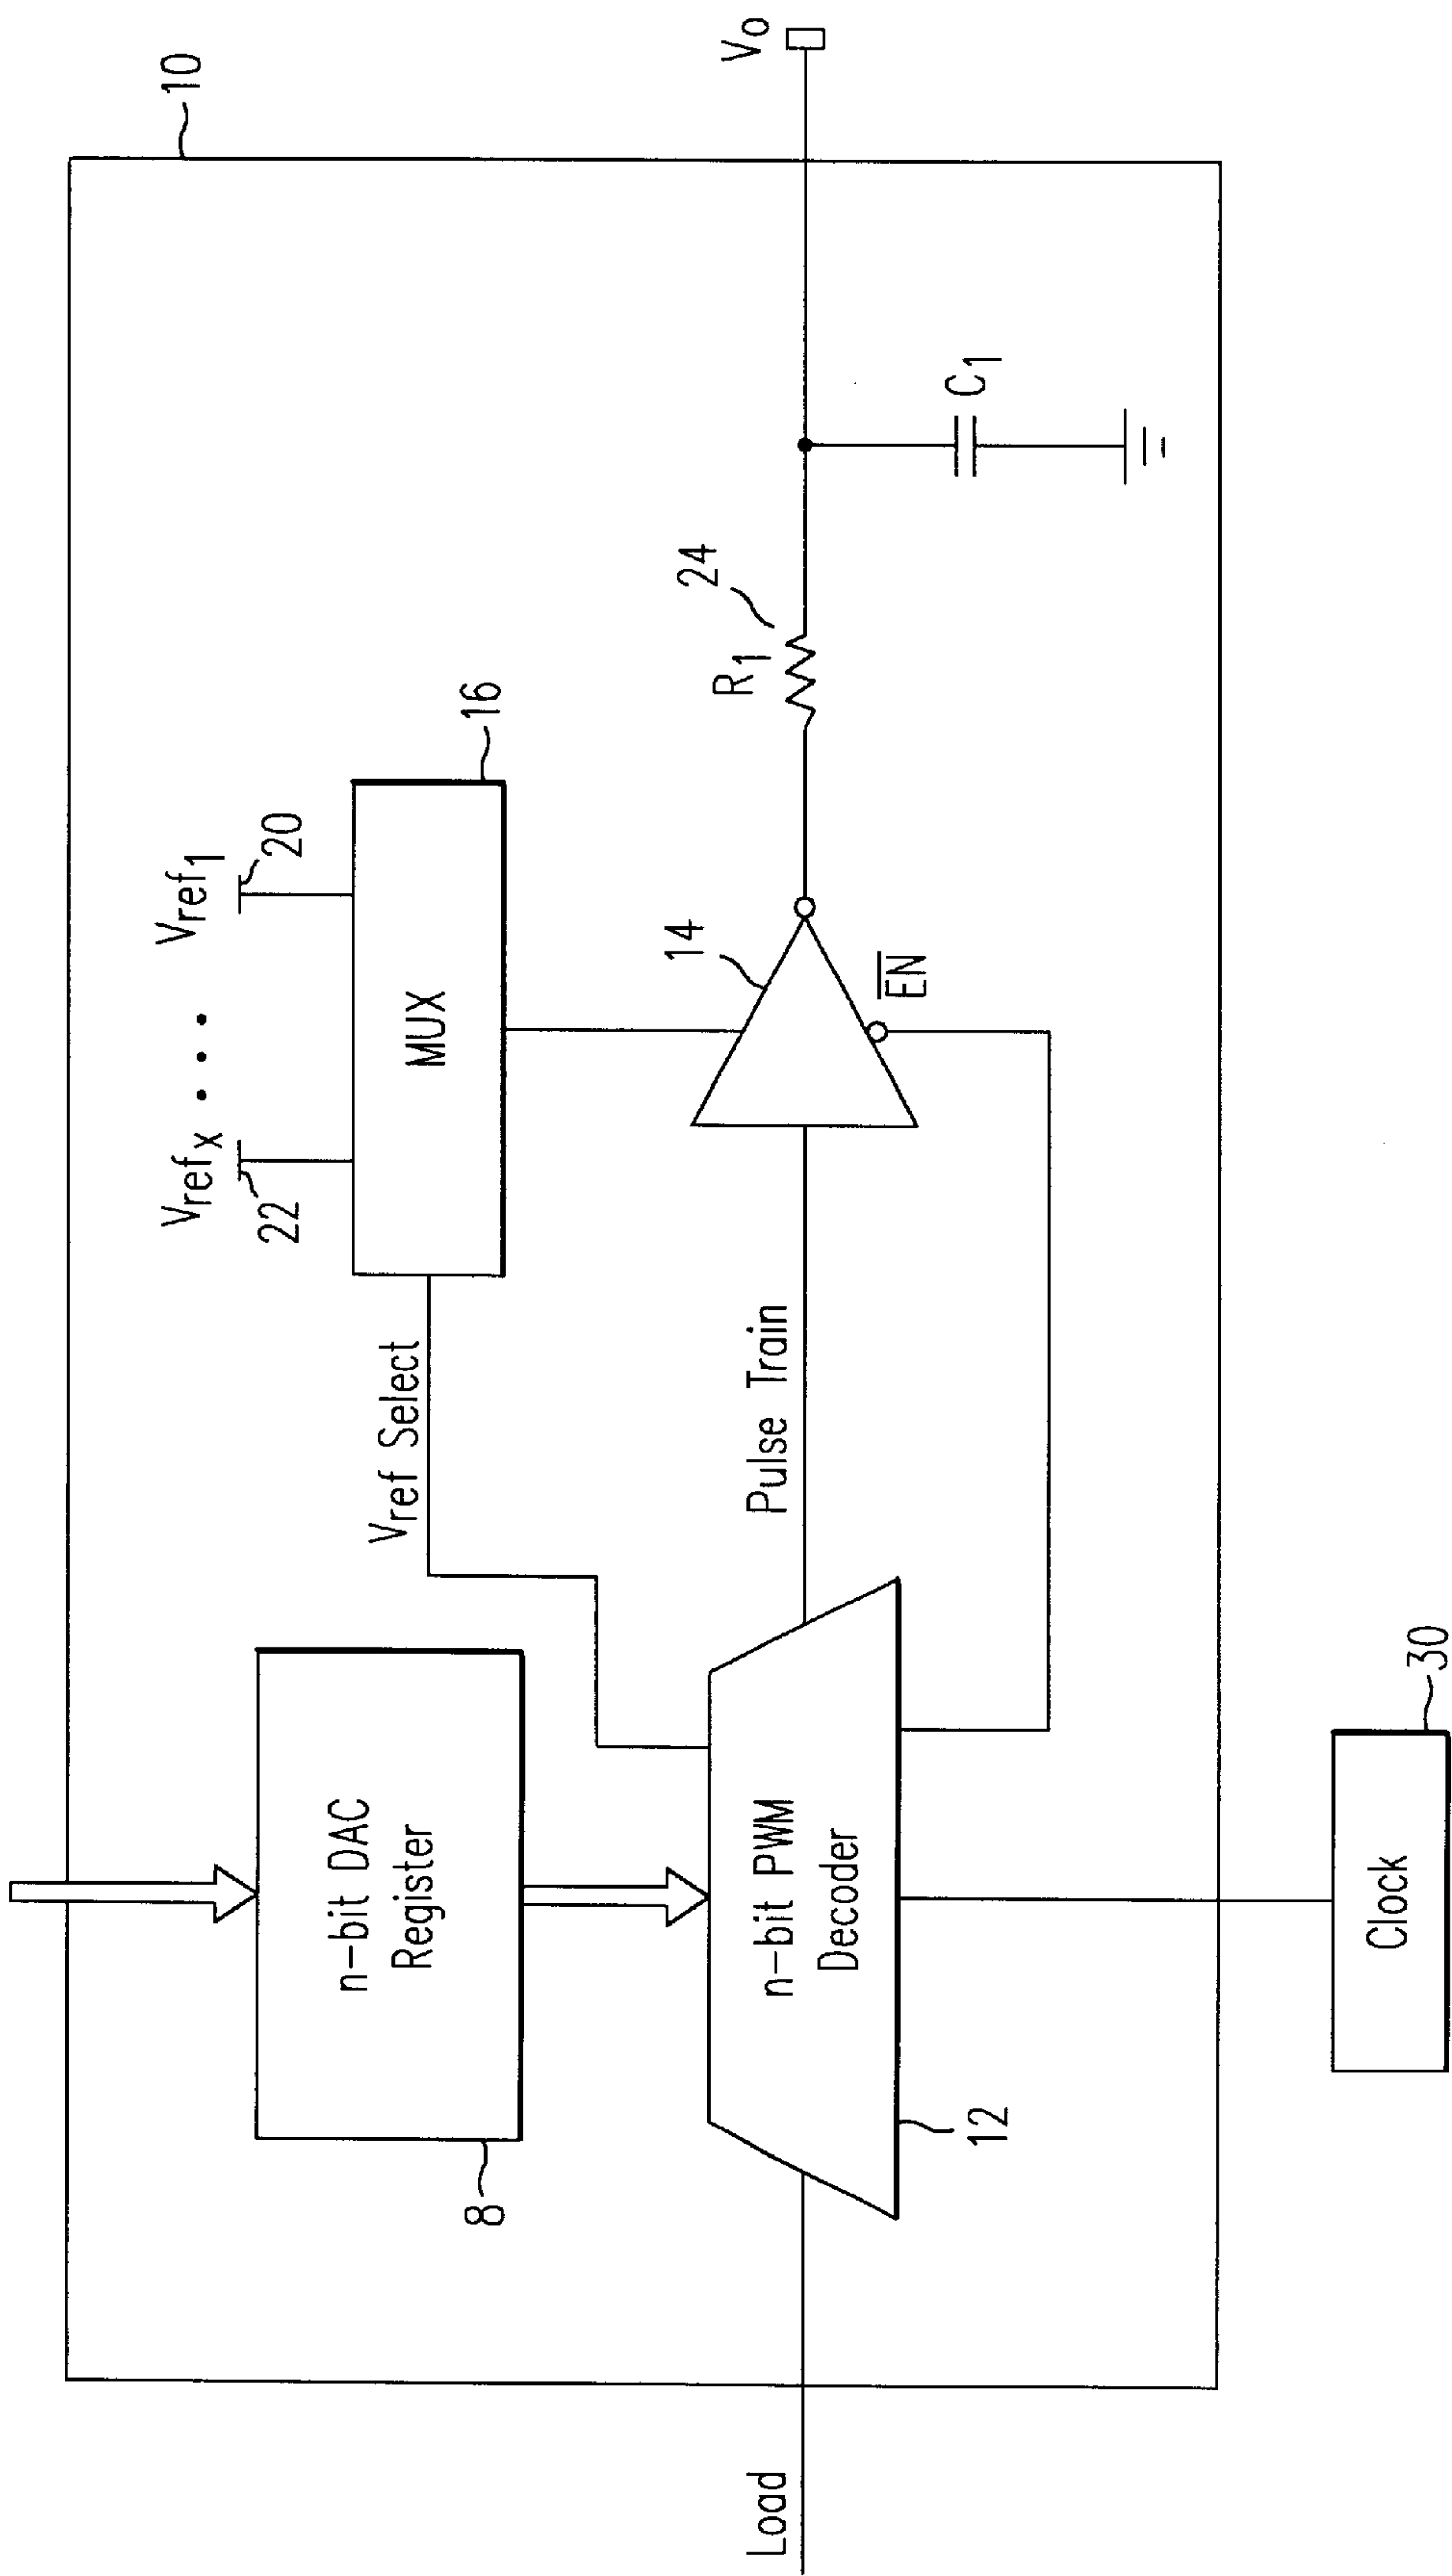 10
Vref1
Vrefx
20
22
n-bit DAC
Register
8
Vref Select
MUX
16
Load
n-bit PWM
Decoder
12
Pulse Train
14
EN
R1
24
C1
Vo
Clock
30